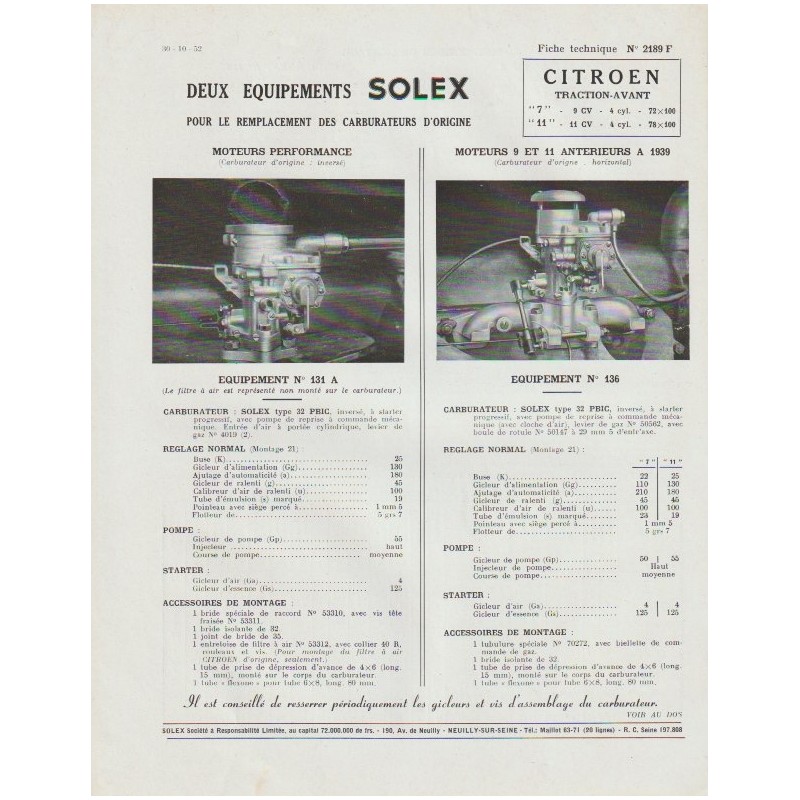 30-10-52
Fiche technique N° 2189 F
DEUX EQUIPEMENTS SOLEX
POUR LE REMPLACEMENT DES CARBURATEURS D'ORIGINE
CITROEN
TRACTION-AVANT
"7" - 9 CV - 4 cyl. - 72×100
"11" - 11 CV - 4 cyl. - 78×100
MOTEURS PERFORMANCE
(Carburateur d'origine : inversé)
EQUIPEMENT N° 131 A
(Le filtre à air est représenté non monté sur le carburateur.)
CARBURATEUR : SOLEX type 32 PBIC, inversé, à starter
progressif, avec pompe de reprise à commande méca-
nique. Entrée d'air à portée cylindrique, levier de
gaz N° 4019 (2).
REGLAGE NORMAL (Montage 21) :
Buse (K) 25
Gicleur d'alimentation (Gg) 130
Ajutage d'automaticité (a) 180
Gicleur de ralenti (g) 45
Calibreur d'air de ralenti (u) 100
Tube d'émulsion (s) marqué 19
Pointeau avec siège percé à 1 mm 5
Flotteur de 5 grs 7
POMPE :
Gicleur de pompe (Gp) 55
Injecteur haut
Course de pompe moyenne
STARTER :
Gicleur d'air (Ga) 4
Gicleur d'essence (Gs) 125
ACCESSOIRES DE MONTAGE :
1 bride spéciale de raccord N° 53310, avec vis tête
fraisée N° 53311.
1 bride isolante de 32.
1 joint de bride de 35.
1 entretoise de filtre à air N° 53312, avec collier 40 R,
rouleaux et vis. (Pour montage du filtre à air
CITROEN d'origine, seulement.)
1 tube de prise de dépression d'avance de 4×6 (long.
15 mm), monté sur le corps du carburateur.
1 tube « flexome » pour tube 6×8, long. 80 mm.
MOTEURS 9 ET 11 ANTERIEURS A 1939
(Carburateur d'origne : horizontal)
EQUIPEMENT N° 136
CARBURATEUR : SOLEX type 32 PBIC, inversé, à starter
progressif, avec pompe de reprise à commande méca-
nique (avec cloche d'air), levier de gaz N° 50562, avec
boule de rotule N° 50147 à 29 mm 5 d'entr'axe.
REGLAGE NORMAL (Montage 21) :
"7" "11"
Buse (K) 22 25
Gicleur d'alimentation (Gg) 110 130
Ajutage d'automaticité (a) 210 180
Gicleur de ralenti (g) 45 45
Calibreur d'air de ralenti (u) 100 100
Tube d'émulsion (s) marqué 23 19
Pointeau avec siège percé à 1 mm 5
Flotteur de 5 grs 7
POMPE :
Gicleur de pompe (Gp) 50 55
Injecteur de pompe Haut
Course de pompe moyenne
STARTER :
Gicleur d'air (Ga) 4 4
Gicleur d'essence (Gs) 125 125
ACCESSOIRES DE MONTAGE :
1 tubulure spéciale N° 70272, avec biellette de com-
mande de gaz.
1 bride isolante de 32
1 tube de prise de dépression d'avance de 4×6 (long.
15 mm), monté sur le corps du carburateur.
1 tube « flexome » pour tube 6×8, long. 80 mm.
Il est conseillé de resserrer périodiquement les gicleurs et vis d'assemblage du carburateur.
VOIR AU DOS
SOLEX Société à Responsabilité Limitée, au capital 72.000.000 de frs. - 190, Av. de Neuilly - NEUILLY-SUR-SEINE - Tél.: Maillot 83-71 (20 lignes) - R. C. Seine 197.808